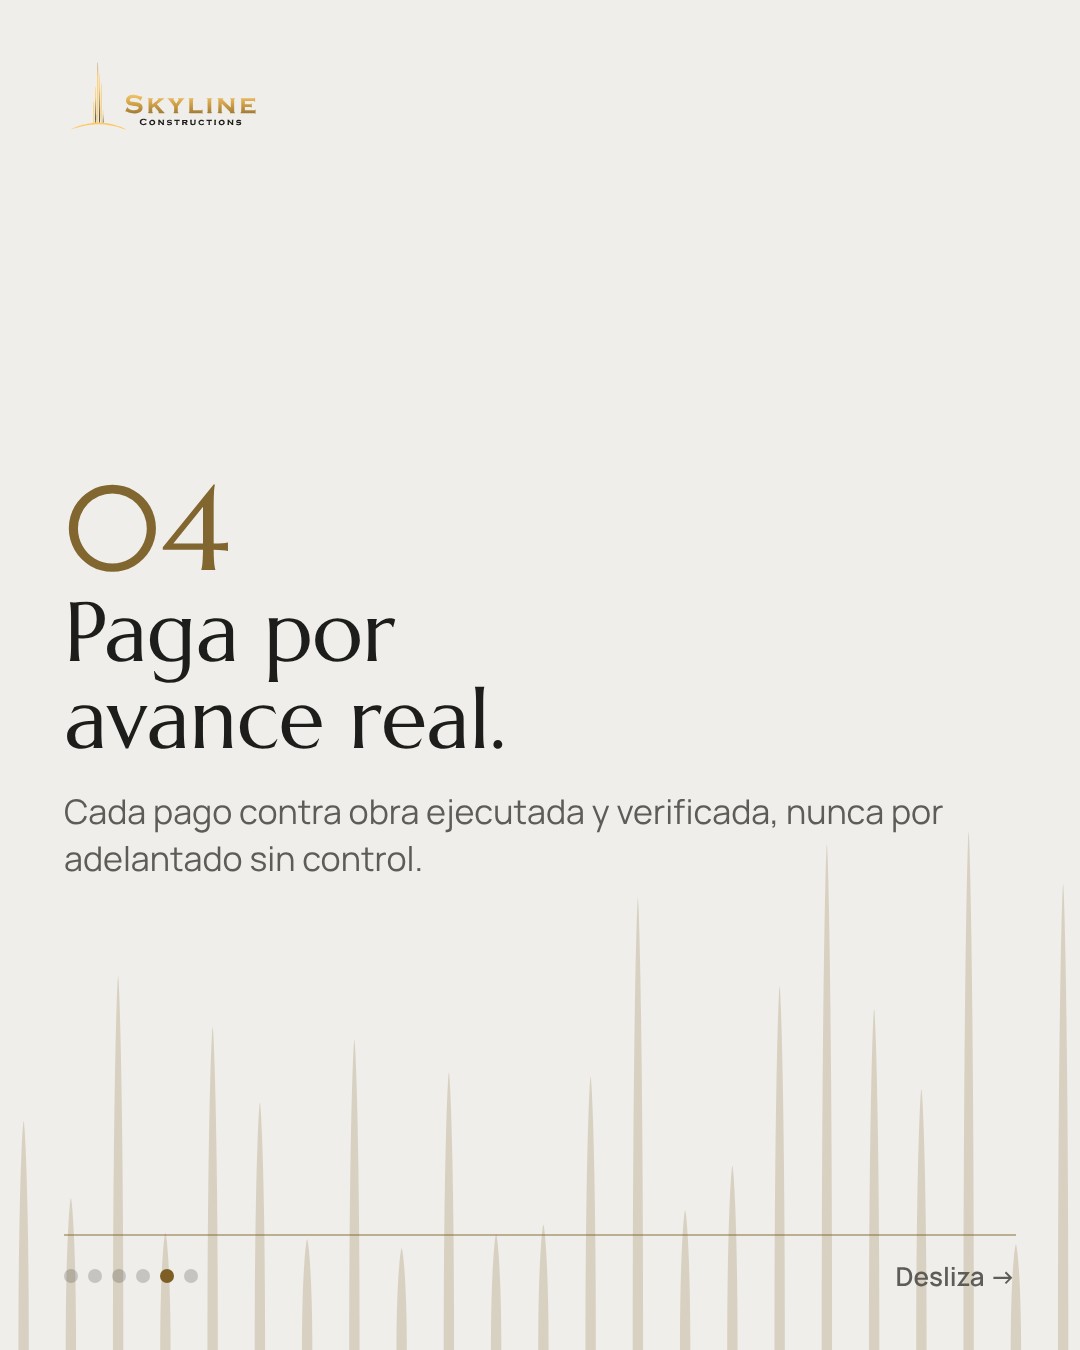 SKYLINE
CONSTRUCTIONS
04
Paga por
avance real.
Cada pago contra obra ejecutada y verificada, nunca por
adelantado sin control.
Desliza →